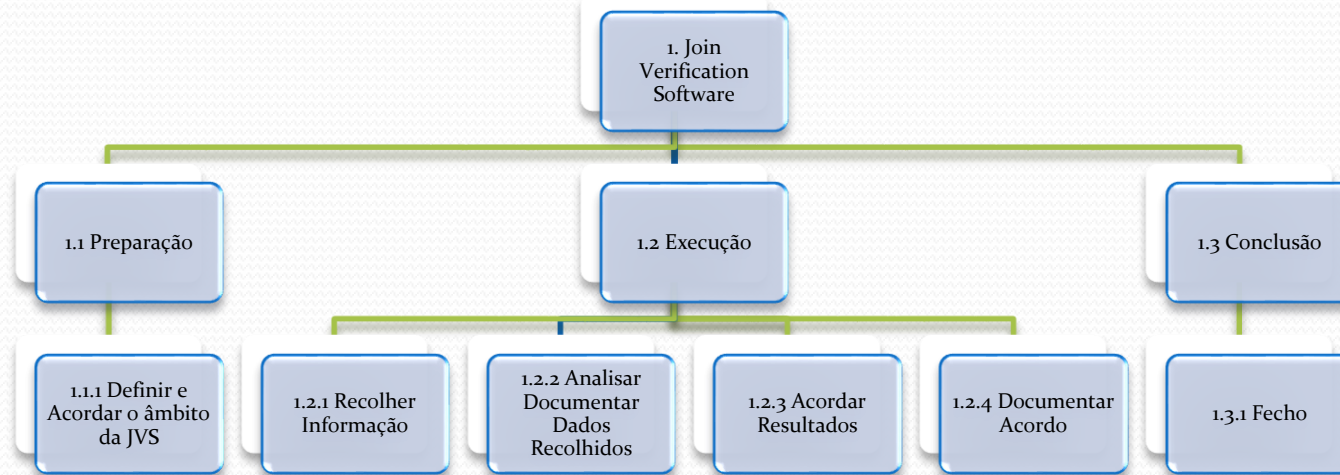 1. Join
Verification
Software
1.1 Preparação
1.2 Execução
1.3 Conclusão
1.1.1 Definir e
Acordar o âmbito
da JVS
1.2.1 Recolher
Informação
1.2.2 Analisar
Documentar
Dados
Recolhidos
1.2.3 Acordar
Resultados
1.2.4 Documentar
Acordo
1.3.1 Fecho